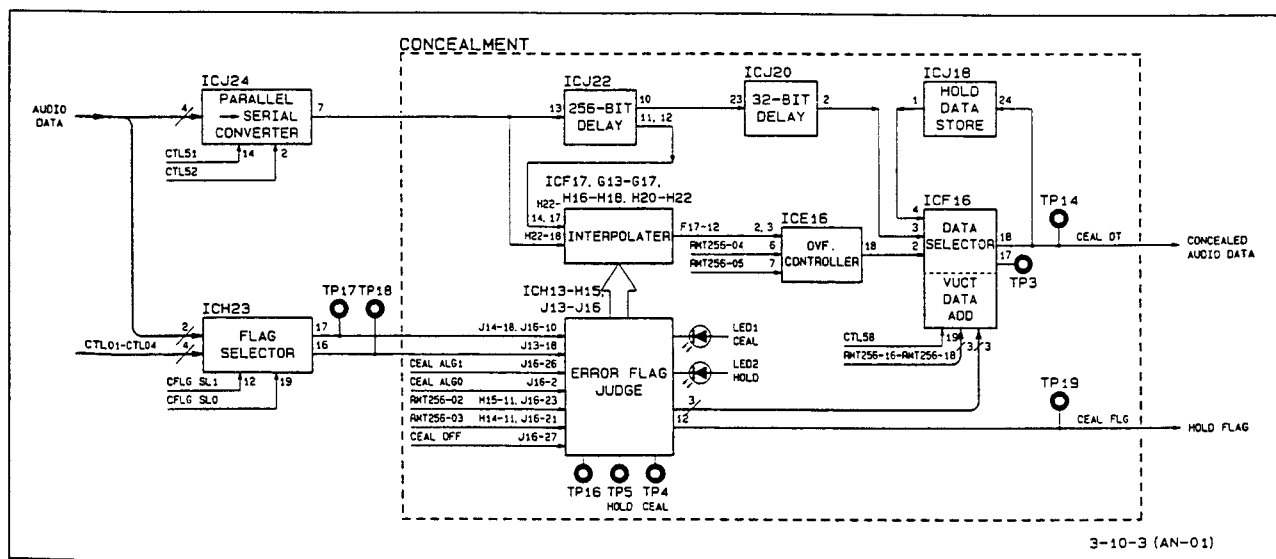 CONCEALMENT
ICJ24
PARALLEL
SERIAL
CONVERTER
AUDIO
DATA
4
7
CTL51
14
CTL52
2
ICJ22
256-BIT
DELAY
13
10
11, 12
ICJ20
32-BIT
DELAY
23
2
ICJ18
HOLD
DATA
STORE
1
24
ICF17, G13-G17,
H16-H18, H20-H22
INTERPOLATER
H22-
14, 17
H22-18
F17-12
2, 3
RMT256-04
6
RMT256-05
7
ICE16
OVF.
CONTROLLER
18
ICF16
DATA
SELECTOR
VUCT
DATA
ADD
4
3
2
18
17
TP14
TP3
CEAL DT
CONCEALED
AUDIO DATA
CTL58
19
RMT256-16-RMT256-18
3
3
ICH23
FLAG
SELECTOR
2
CTL01-CTL04
4
17
16
TP17
TP18
CFLG SL1
12
CFLG SL0
19
ICH13-H15,
J13-J16
ERROR FLAG
JUDGE
J14-18, J16-10
J13-18
CEAL ALG1
J16-26
CEAL ALG0
J16-2
RMT256-02
H15-11, J16-23
RMT256-03
H14-11, J16-21
CEAL OFF
J16-27
LED1
CEAL
LED2
HOLD
3
12
TP19
CEAL FLG
HOLD FLAG
TP16
TP5
HOLD
TP4
CEAL
3-10-3 (AN-01)